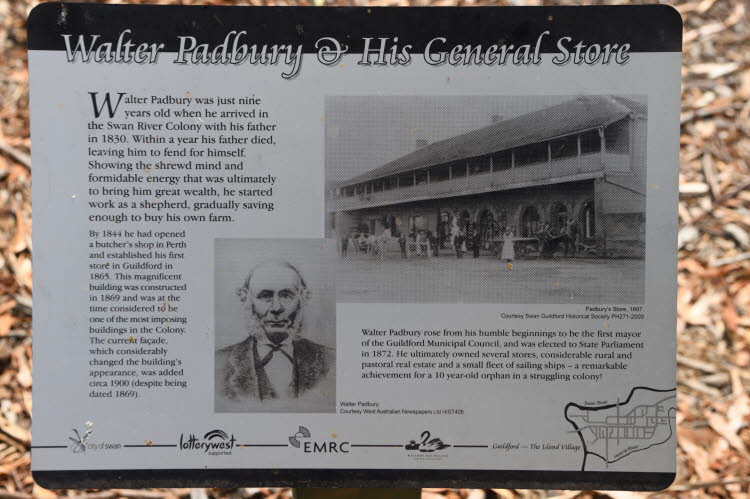 Walter Padbury & His General Store
Walter Padbury was just nine
years old when he arrived in
the Swan River Colony with his father
in 1830. Within a year his father died,
leaving him to fend for himself.
Showing the shrewd mind and
formidable energy that was ultimately
to bring him great wealth, he started
work as a shepherd, gradually saving
enough to buy his own farm.
By 1844 he had opened
a butcher's shop in Perth
and established his first
store in Guildford in
1865. This magnificent
building was constructed
in 1869 and was at the
time considered to be
one of the most imposing
buildings in the Colony.
The current façade,
which considerably
changed the building's
appearance, was added
circa 1900 (despite being
dated 1869).
Padbury's Store, 1897.
Courtesy Swan Guildford Historical Society-PH271-2000
Walter Padbury rose from his humble beginnings to be the first mayor
of the Guildford Municipal Council, and was elected to State Parliament
in 1872. He ultimately owned several stores, considerable rural and
pastoral real estate and a small fleet of sailing ships – a remarkable
achievement for a 10 year-old orphan in a struggling colony!
Walter Padbury.
Courtesy West Australian Newspapers Ltd HIST405
city of swan
lotterywest
supported
EMRC
Guildford — The Island Village
Swan River
Helena River